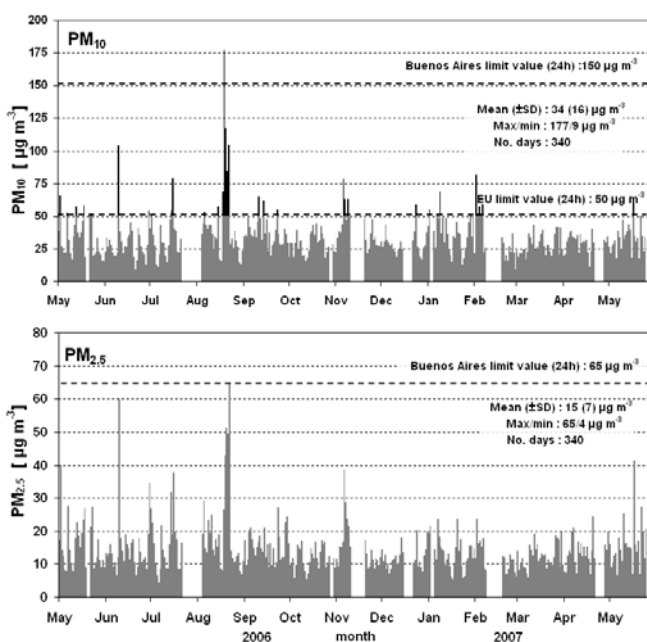 PM10
200
175
150
125
100
75
50
25
0
PM10 [ µg m-3]
Buenos Aires limit value (24h) :150 µg m-3
Mean (±SD) : 34 (16) µg m-3
Max/min : 177/9 µg m-3
No. days : 340
EU limit value (24h) : 50 µg m-3
May Jun Jul Aug Sep Oct Nov Dec Jan Feb Mar Apr May
PM2.5
80
70
60
50
40
30
20
10
0
PM2.5 [ µg m-3]
Buenos Aires limit value (24h) : 65 µg m-3
Mean (±SD) : 15 (7) µg m-3
Max/min : 65/4 µg m-3
No. days : 340
May Jun Jul Aug Sep Oct Nov Dec Jan Feb Mar Apr May
2006 month 2007